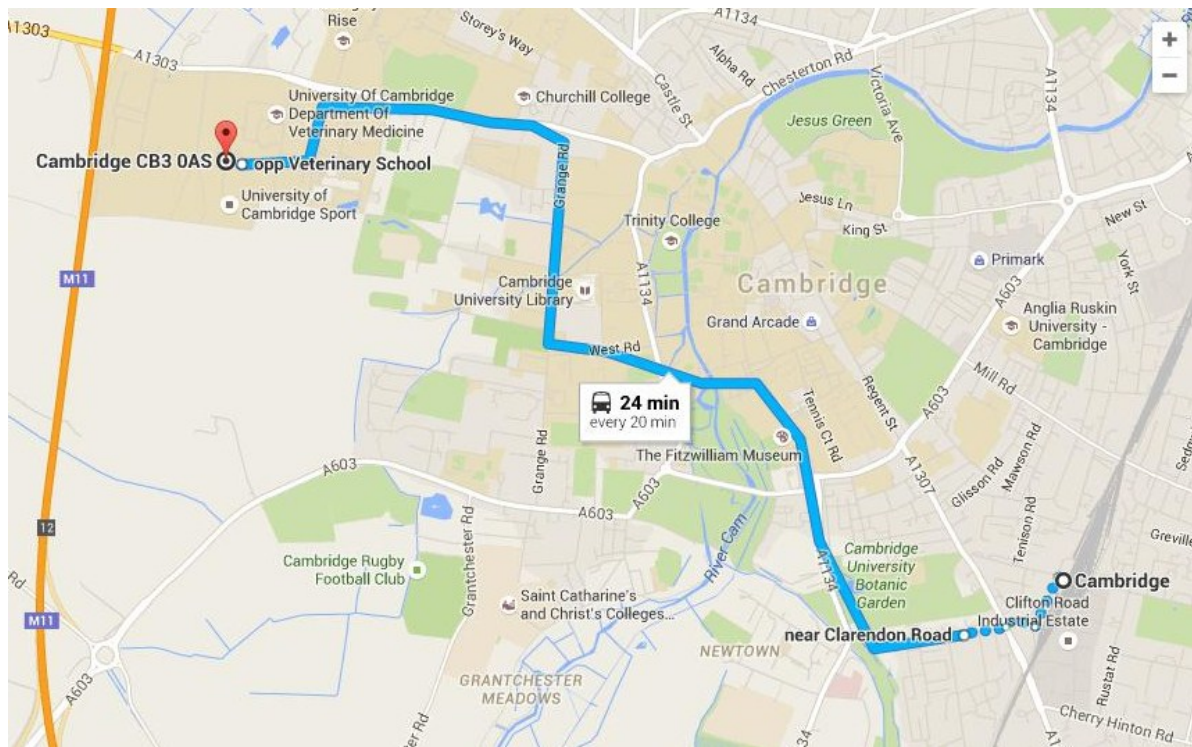 A1303
A1303
Rise
Storey's Way
A1134
Alpha Rd
Chesterton Rd
Castle St
Victoria Ave
A1134
+
−
University Of Cambridge
Department Of
Veterinary Medicine
Churchill College
Jesus Green
Cambridge CB3 0AS
opp Veterinary School
Grange Rd
University of
Cambridge Sport
Jesus Ln
New St
Trinity College
King St
York St
A1134
Primark
M11
Cambridge
University Library
Cambridge
A603
Grand Arcade
Anglia Ruskin
University -
Cambridge
West Rd
Mill Rd
24 min
every 20 min
Tennis Ct Rd
Regent St
A603
The Fitzwilliam Museum
Grange Rd
A603
A603
A603
A1307
Glisson Rd
Mawson Rd
Tenison Rd
12
Grantchester Rd
River Cam
Cambridge Rugby
Football Club
A1134
Cambridge
University
Botanic
Garden
Rd
Saint Catharine's
and Christ's Colleges...
Cambridge
Clifton Road
Industrial Estate
M11
near Clarendon Road
NEWTOWN
Rustat Rd
A603
GRANTCHESTER
MEADOWS
Cherry Hinton Rd